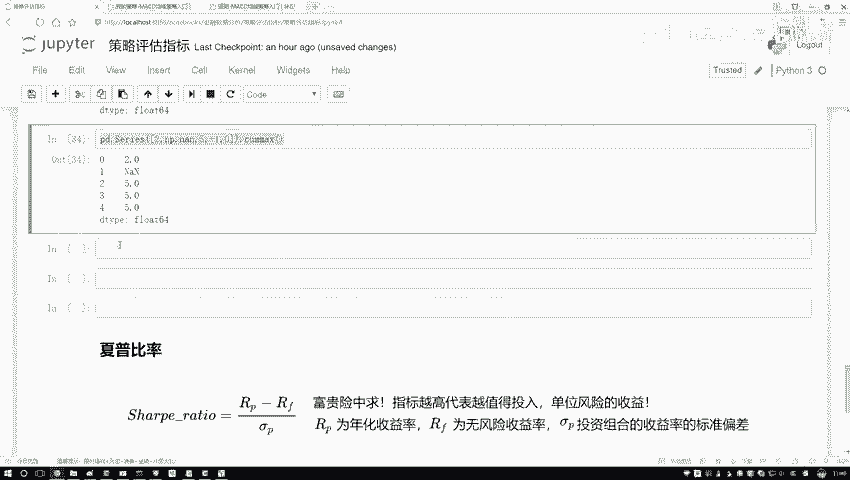 jupyter 策略评估指标 Last Checkpoint: an hour ago (unsaved changes)
Logout
File Edit View Insert Cell Kernel Widgets Help
Trusted Python 3
Code
dtype: float64
In [34]: pd.Series([2,np.nan,5,-1,0]).cummax()
Out[34]: 0 2.0
1 NaN
2 5.0
3 5.0
4 5.0
dtype: float64
In [ ]:
In [ ]:
In [ ]:
夏普比率
Sharpe_ratio = (R_p − R_f) / σ_p 富贵险中求！指标越高代表越值得投入，单位风险的收益！
R_p 为年化收益率，R_f 为无风险收益率，σ_p 投资组合的收益率的标准偏差